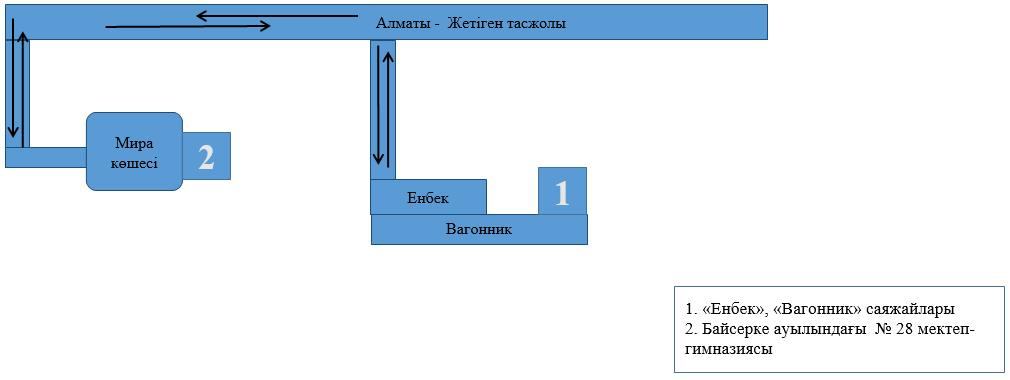 Алматы - Жетіген тасжолы
Мира
көшесі
2
1
Енбек
Вагонник
1. «Енбек», «Вагонник» саяжайлары
2. Байсерке ауылындағы № 28 мектеп-
гимназиясы